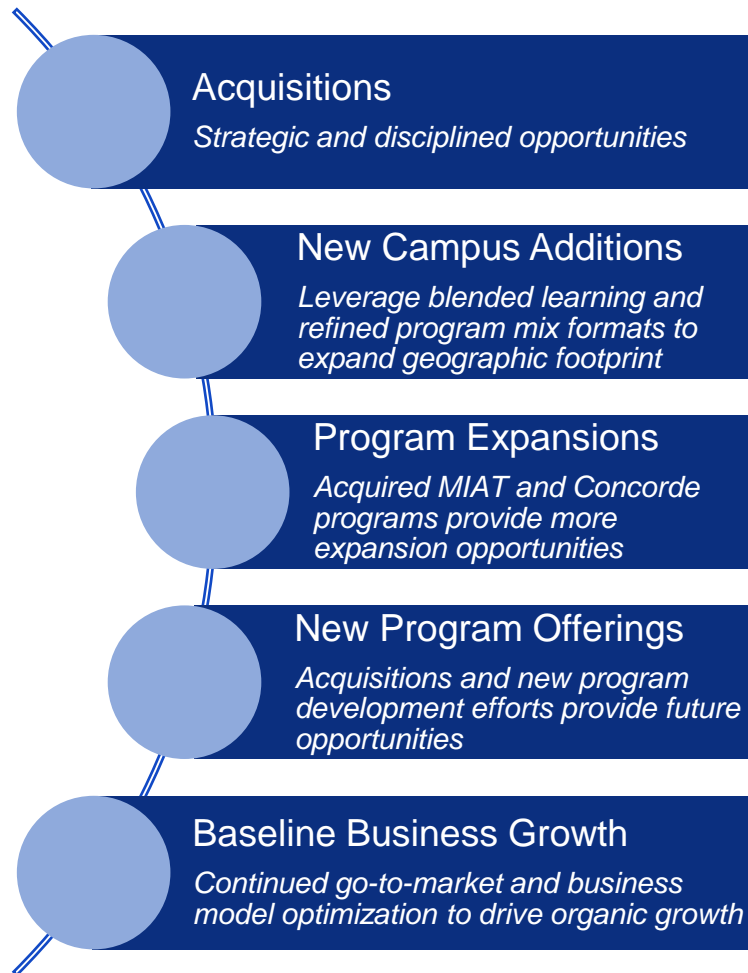 Acquisitions
Strategic and disciplined opportunities
New Campus Additions
Leverage blended learning and
refined program mix formats to
expand geographic footprint
Program Expansions
Acquired MIAT and Concorde
programs provide more
expansion opportunities
New Program Offerings
Acquisitions and new program
development efforts provide future
opportunities
Baseline Business Growth
Continued go-to-market and business
model optimization to drive organic growth